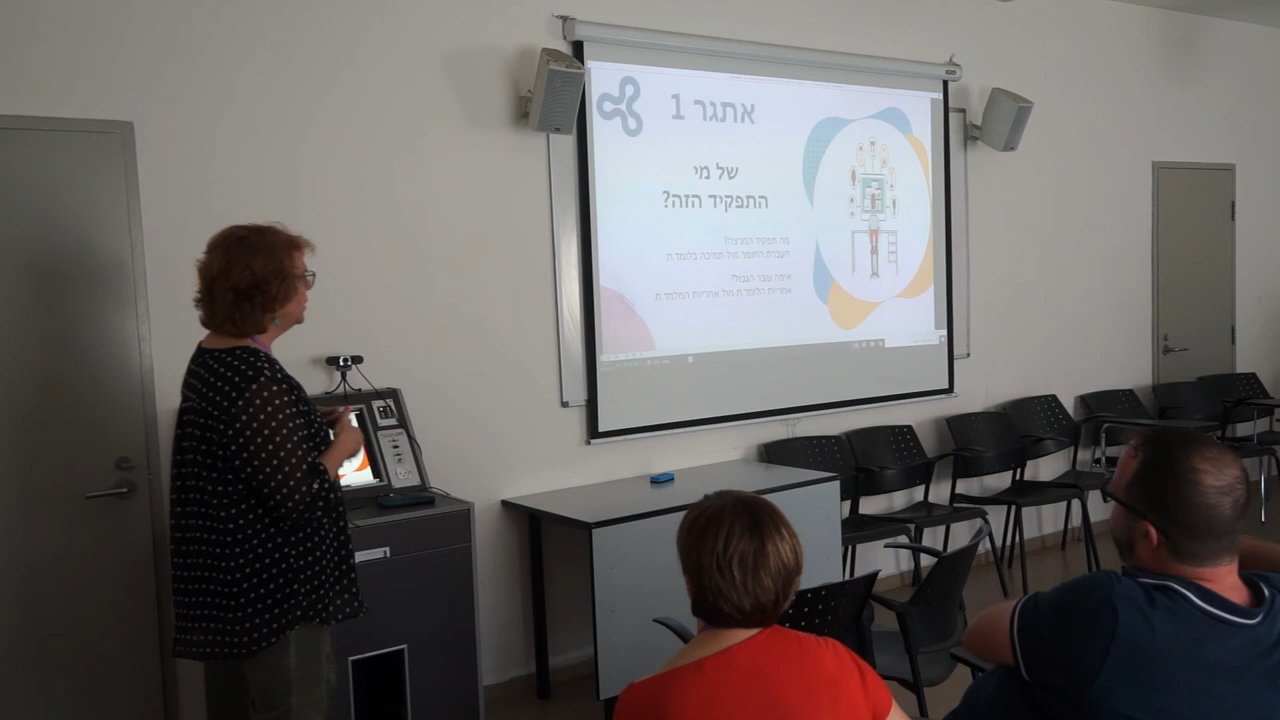 אתגר 1
של מי
התפקיד הזה?
מה תפקיד המרצה?
העברת החומר מול תמיכה בלומד.ת
איפה עובר הגבול?
אחריות הלומד.ת מול אחריות המלמד.ת